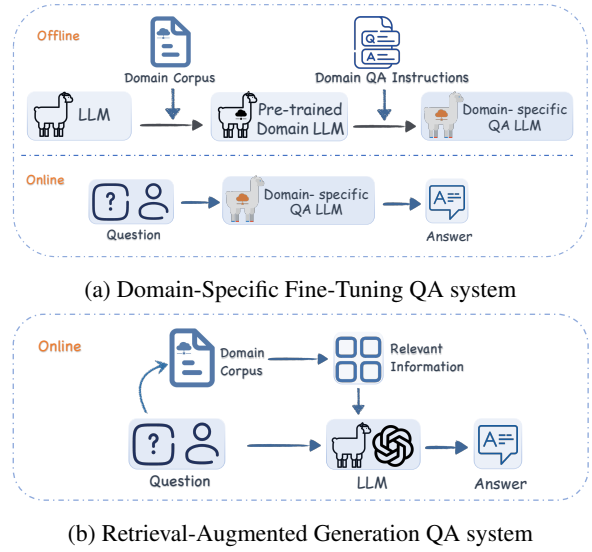 Offline
Q
A
Domain Corpus
Domain QA Instructions
LLM
Pre-trained
Domain LLM
Domain- specific
QA LLM
Online
?
Domain- specific
QA LLM
A
Question
Answer
(a) Domain-Specific Fine-Tuning QA system
Online
Domain
Corpus
Relevant
Information
?
A
Question
LLM
Answer
(b) Retrieval-Augmented Generation QA system